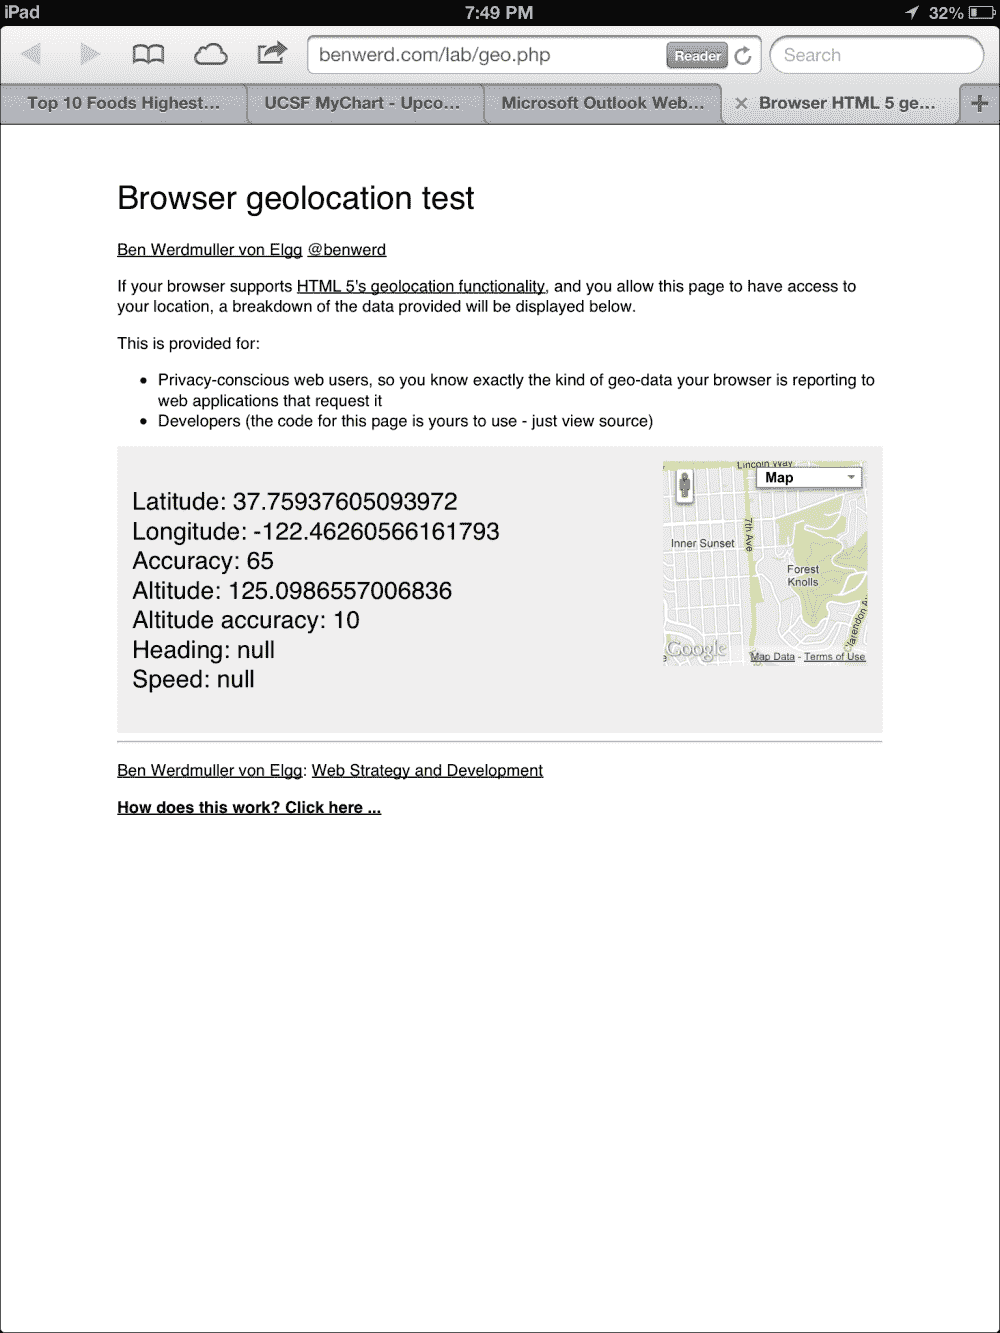 iPad 7:49 PM 32%
benwerd.com/lab/geo.php Reader Search
Top 10 Foods Highest... UCSF MyChart - Upco... Microsoft Outlook Web... Browser HTML 5 ge...
Browser geolocation test
Ben Werdmuller von Elgg @benwerd
If your browser supports HTML 5's geolocation functionality, and you allow this page to have access to
your location, a breakdown of the data provided will be displayed below.
This is provided for:
• Privacy-conscious web users, so you know exactly the kind of geo-data your browser is reporting to
web applications that request it
• Developers (the code for this page is yours to use - just view source)
Latitude: 37.75937605093972
Longitude: -122.46260566161793
Accuracy: 65
Altitude: 125.0986557006836
Altitude accuracy: 10
Heading: null
Speed: null
Lincoln Way
Map
7th Ave
Inner Sunset
Forest
Knolls
Clarendon A
Google
Map Data - Terms of Use
Ben Werdmuller von Elgg: Web Strategy and Development
How does this work? Click here ...